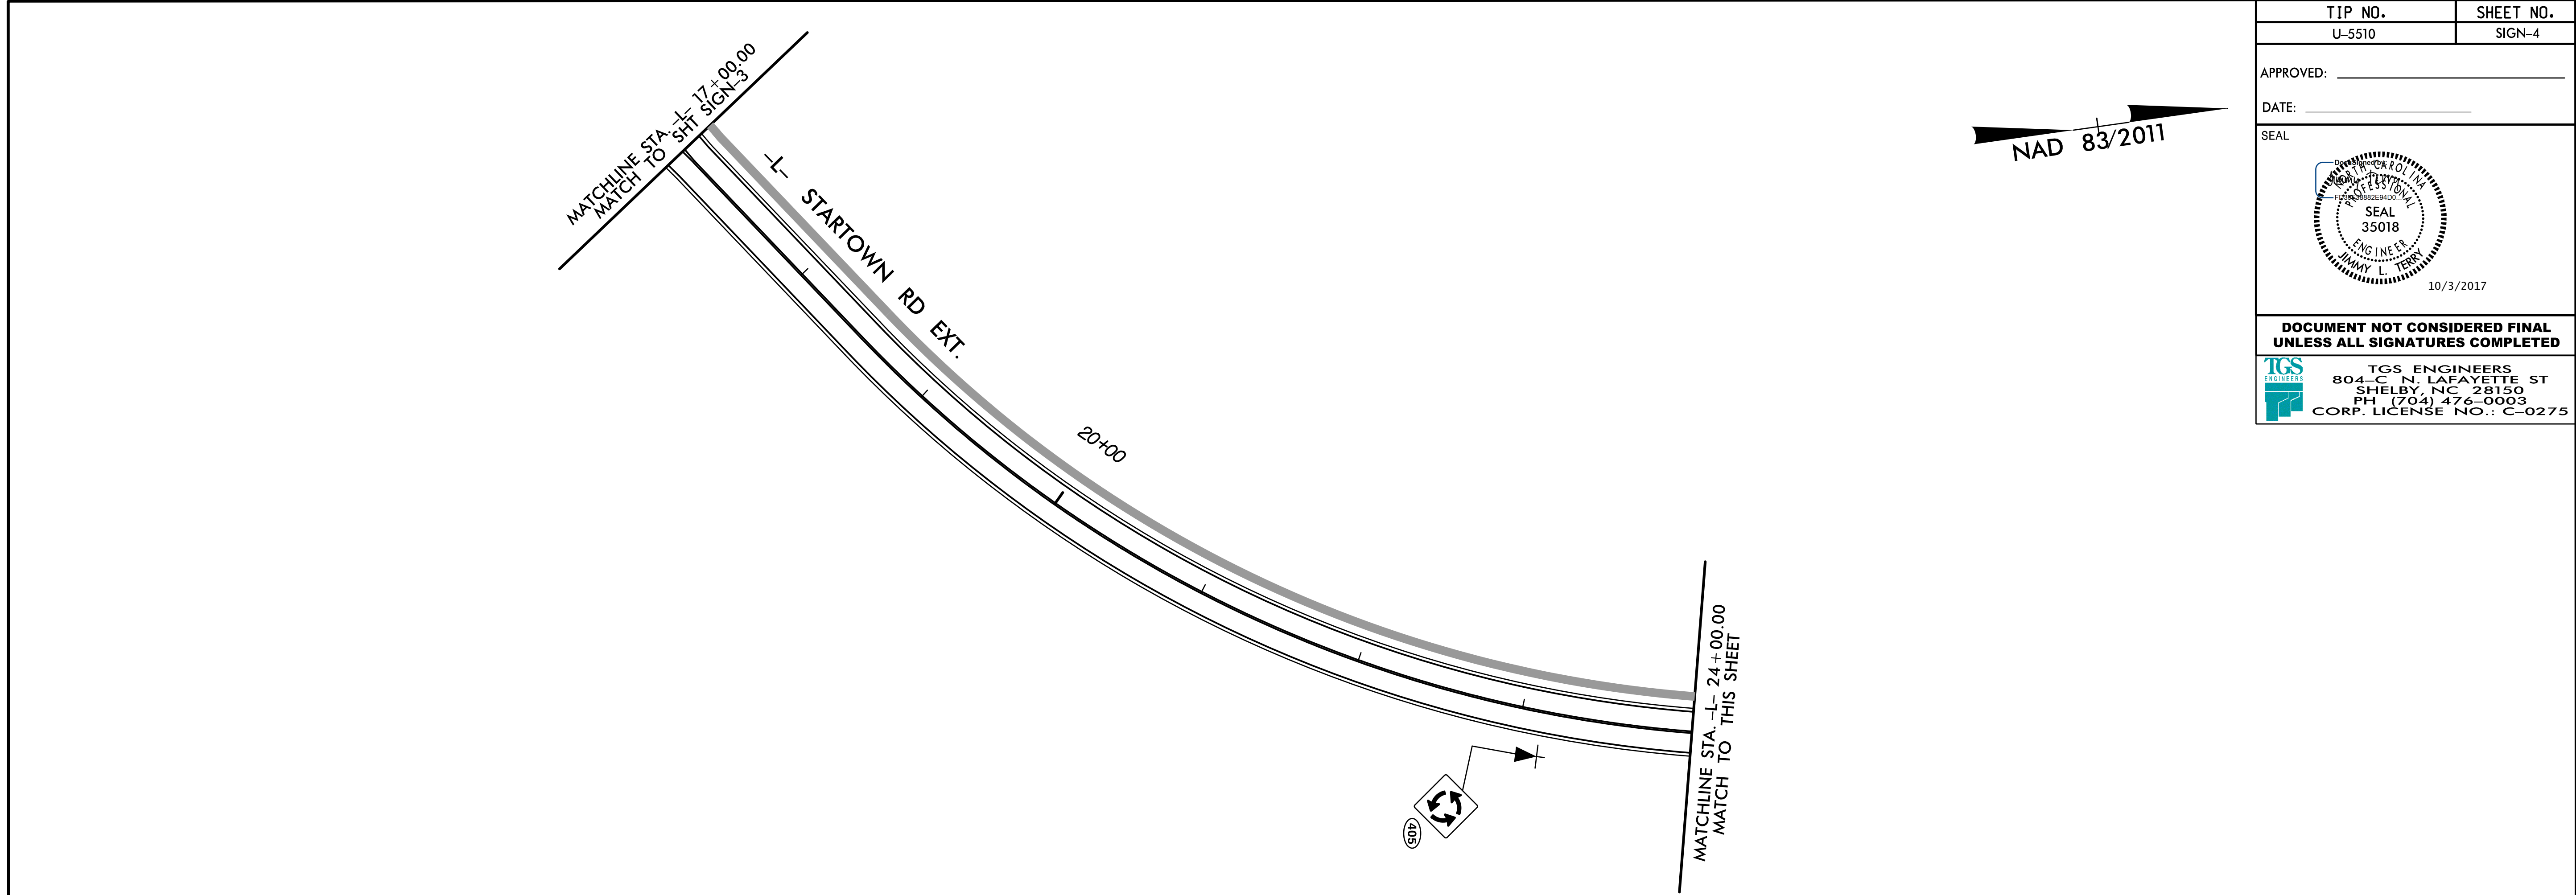 TIP NO.
SHEET NO.
U-5510
SIGN-4
APPROVED:
DATE:
SEAL
NORTH CAROLINA
PROFESSIONAL
SEAL
35018
ENGINEER
JIMMY L. TERRY
10/3/2017
DOCUMENT NOT CONSIDERED FINAL
UNLESS ALL SIGNATURES COMPLETED
TGS
ENGINEERS
TGS ENGINEERS
804-C N. LAFAYETTE ST
SHELBY, NC 28150
PH (704) 476-0003
CORP. LICENSE NO.: C-0275
NAD 83/2011
MATCHLINE STA. -L- 17+00.00
MATCH TO SHT SIGN-3
-L- STARTOWN RD EXT.
20+00
MATCHLINE STA. -L- 24+00.00
MATCH TO THIS SHEET
405